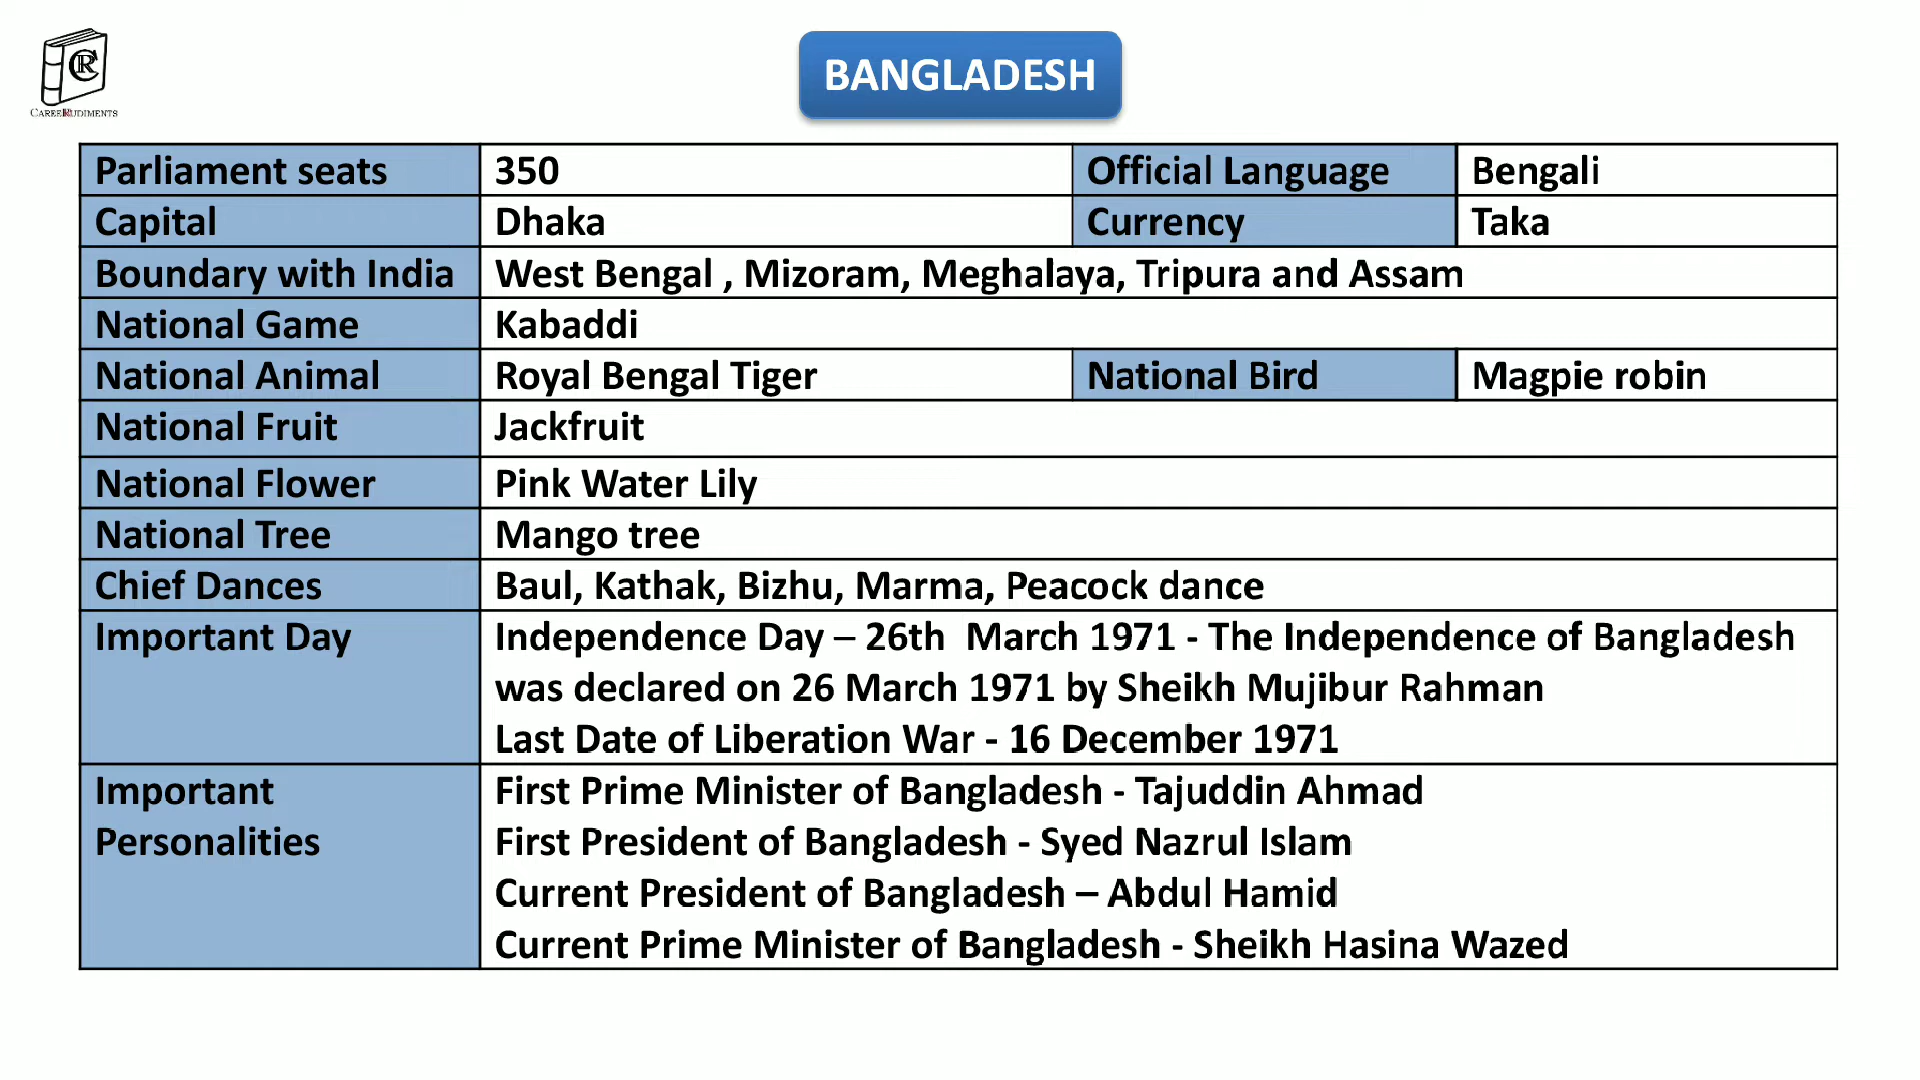 CAREERUDIMENTS
BANGLADESH
Parliament seats 350 Official Language Bengali
Capital Dhaka Currency Taka
Boundary with India West Bengal , Mizoram, Meghalaya, Tripura and Assam
National Game Kabaddi
National Animal Royal Bengal Tiger National Bird Magpie robin
National Fruit Jackfruit
National Flower Pink Water Lily
National Tree Mango tree
Chief Dances Baul, Kathak, Bizhu, Marma, Peacock dance
Important Day Independence Day – 26th March 1971 - The Independence of Bangladesh
was declared on 26 March 1971 by Sheikh Mujibur Rahman
Last Date of Liberation War - 16 December 1971
Important First Prime Minister of Bangladesh - Tajuddin Ahmad
Personalities First President of Bangladesh - Syed Nazrul Islam
Current President of Bangladesh – Abdul Hamid
Current Prime Minister of Bangladesh - Sheikh Hasina Wazed